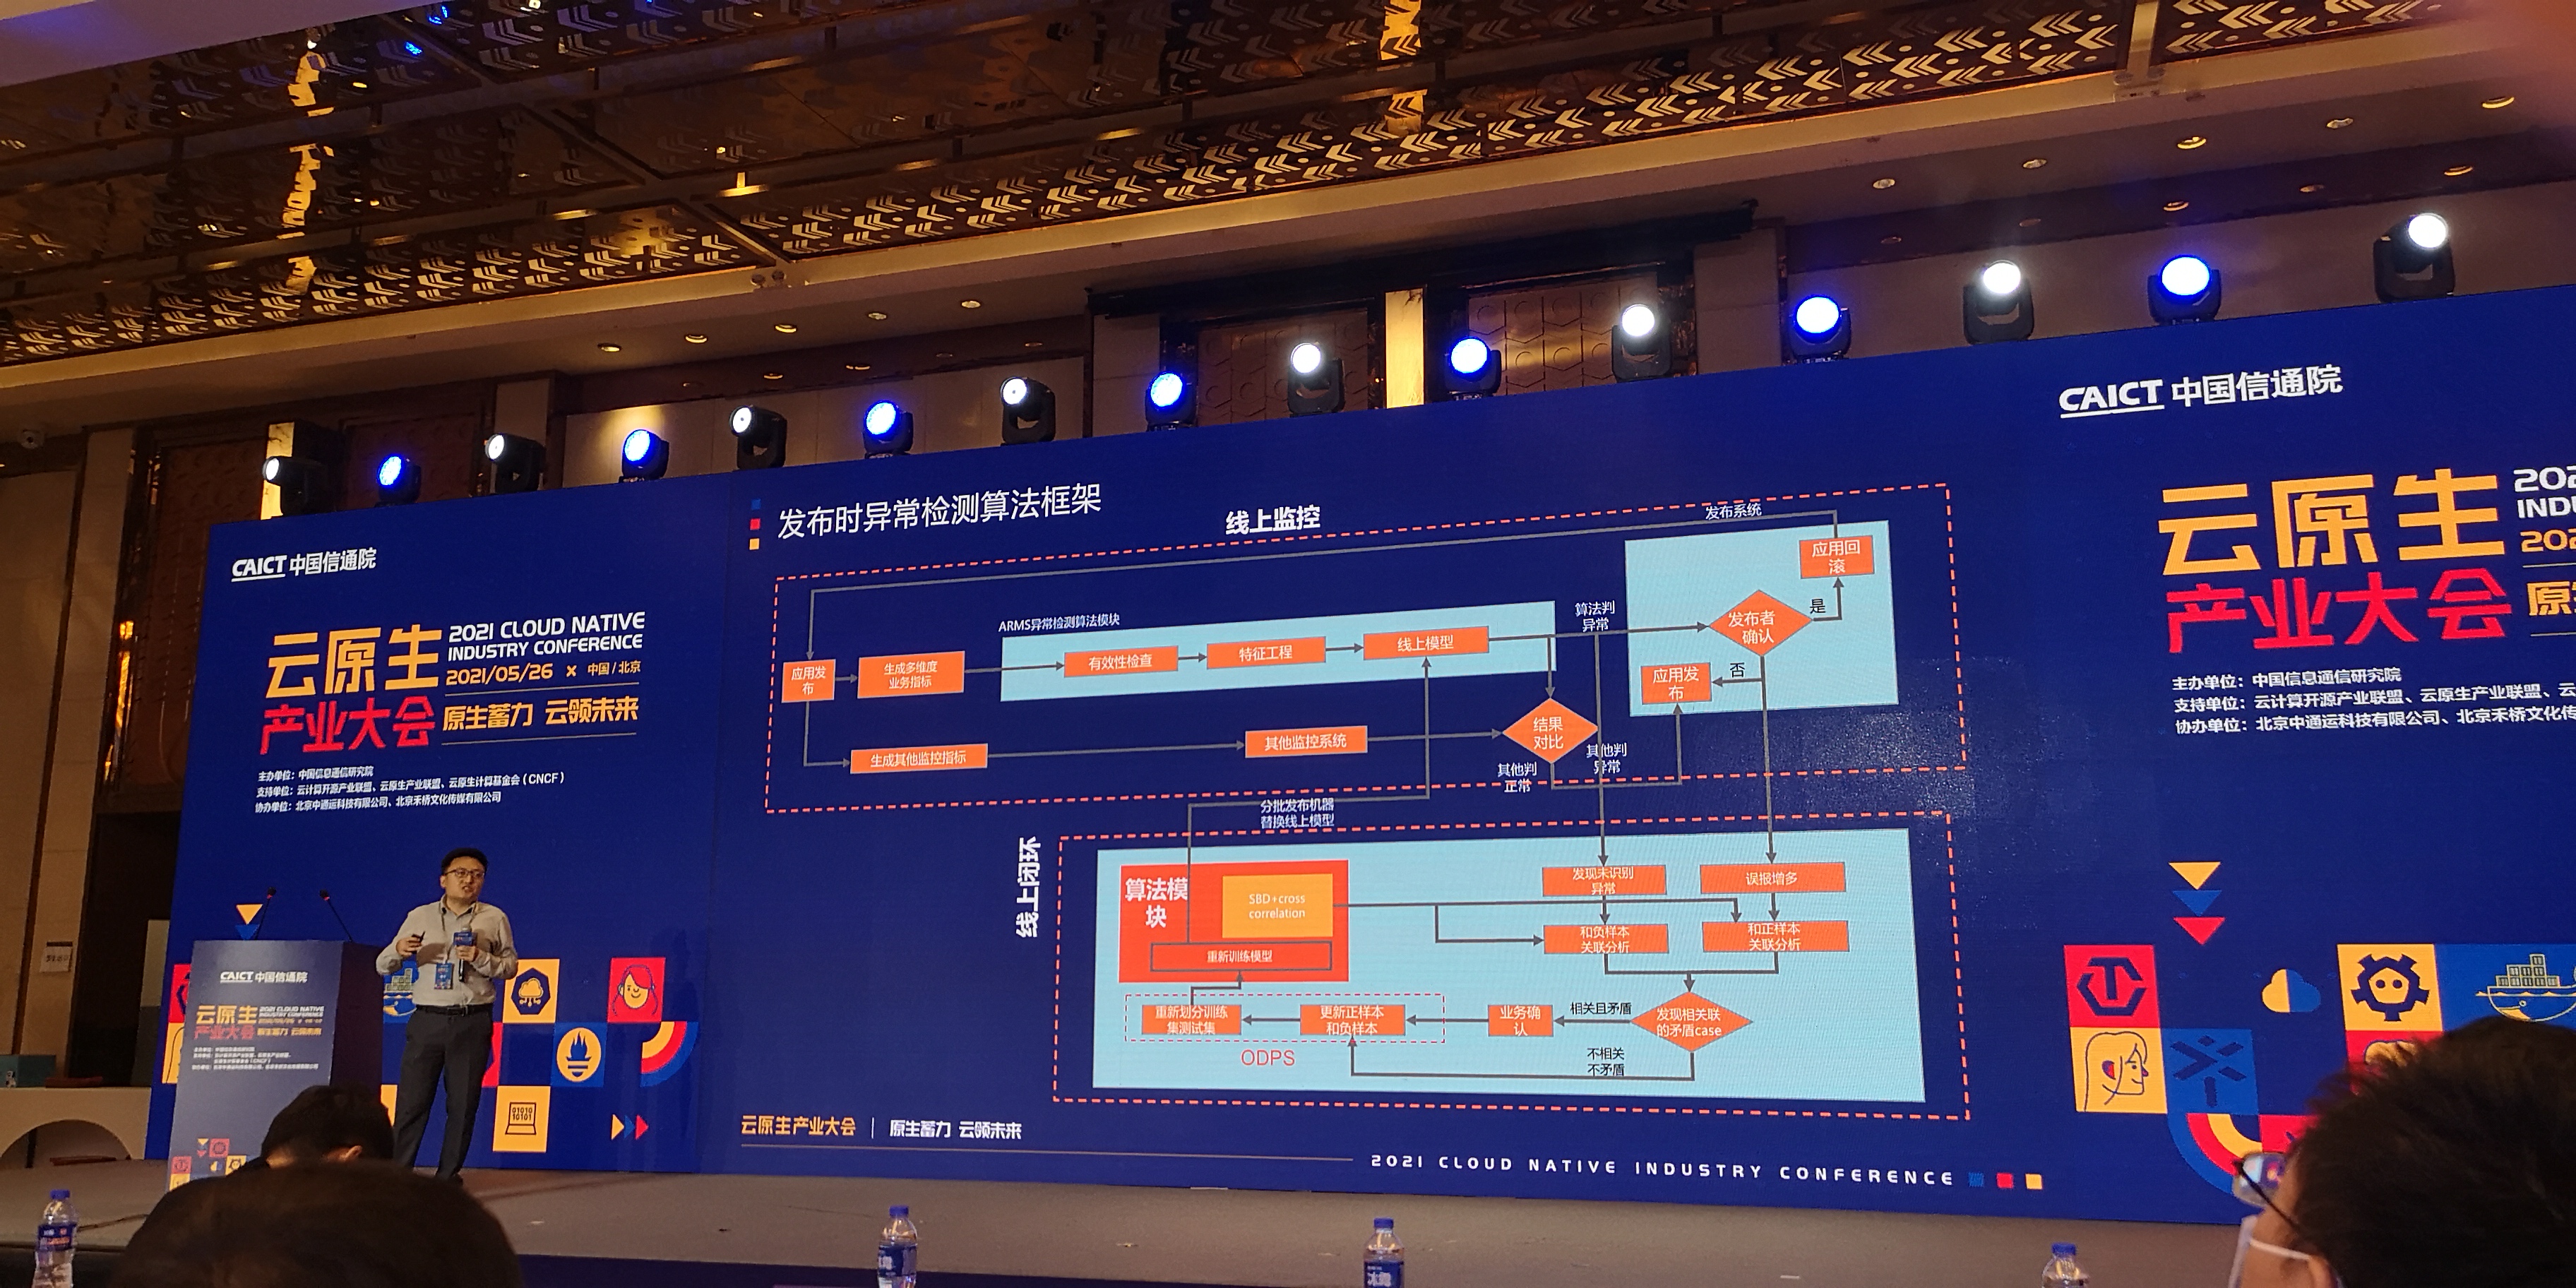 CAICT 中国信通院
云原生
产业大会
2021 CLOUD NATIVE
INDUSTRY CONFERENCE
2021/05/26 x 中国/北京
原生蓄力 云领未来
主办单位：中国信息通信研究院
支持单位：云计算开源产业联盟、云原生产业联盟、云原生计算基金会（CNCF）
协办单位：北京中通运科技有限公司、北京禾桥文化传媒有限公司
发布时异常检测算法框架
线上监控
发布系统
应用回
滚
是
发布者
确认
否
应用发
布
算法判
异常
ARMS异常检测算法模块
应用发
布
生成多维度
业务指标
有效性检查
特征工程
线上模型
生成其他监控指标
其他监控系统
结果
对比
其他判
正常
其他判
异常
分批发布机器
替换线上模型
线上闭环
算法模
块
SBD+cross
correlation
重新训练模型
发现未识别
异常
误报增多
和负样本
关联分析
和正样本
关联分析
发现相关联
的矛盾case
相关且矛盾
不相关
不矛盾
业务确
认
更新正样本
和负样本
重新划分训练
集测试集
ODPS
云原生产业大会 | 原生蓄力 云领未来
2021 CLOUD NATIVE INDUSTRY CONFERENCE
CAICT 中国信通院
云原生
产业大会
202
INDU
202
主办单位：中国信息通信研究院
支持单位：云计算开源产业联盟、云原生产业联盟、云
协办单位：北京中通运科技有限公司、北京禾桥文化传
CAICT 中国信通院
云原生
产业大会
2021 CLOUD NATIVE
INDUSTRY CONFERENCE
01010
10101